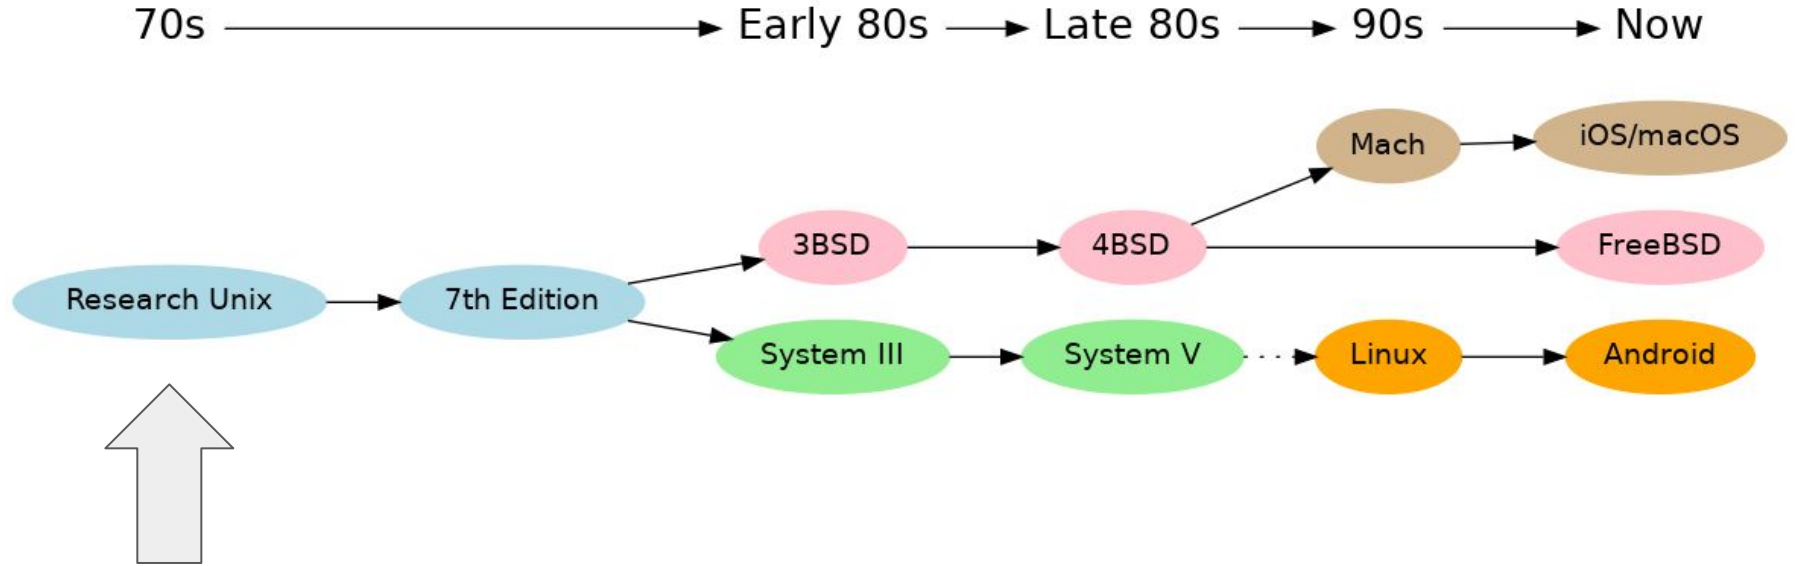 70s Early 80s Late 80s 90s Now
Mach iOS/macOS
3BSD 4BSD FreeBSD
Research Unix 7th Edition
System III System V Linux Android